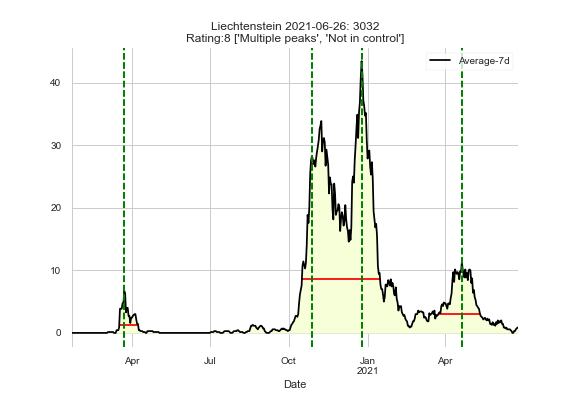 Liechtenstein 2021-06-26: 3032
Rating:8 ['Multiple peaks', 'Not in control']
Average-7d
40
30
20
10
0
Apr
Jul
Oct
Jan
2021
Apr
Date